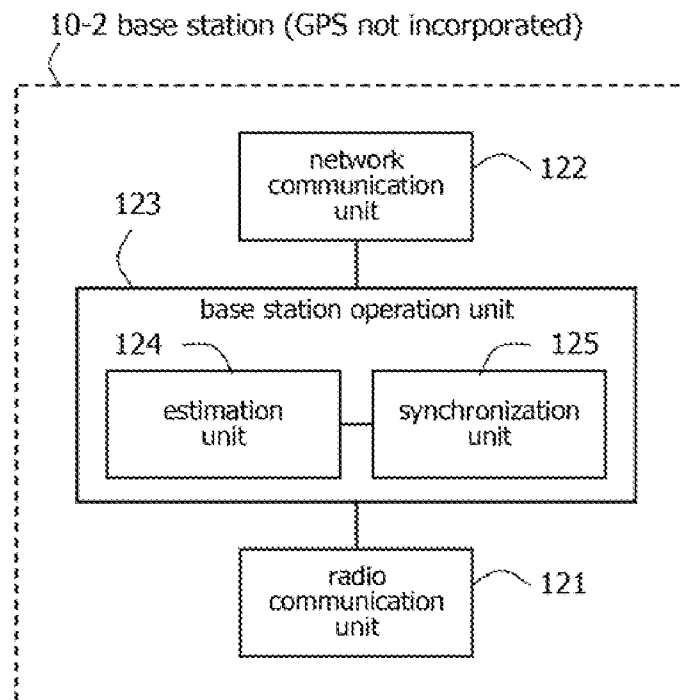 10-2 base station (GPS not incorporated)
network
communication
unit
122
123
base station operation unit
124
125
estimation
unit
synchronization
unit
radio
communication
unit
121